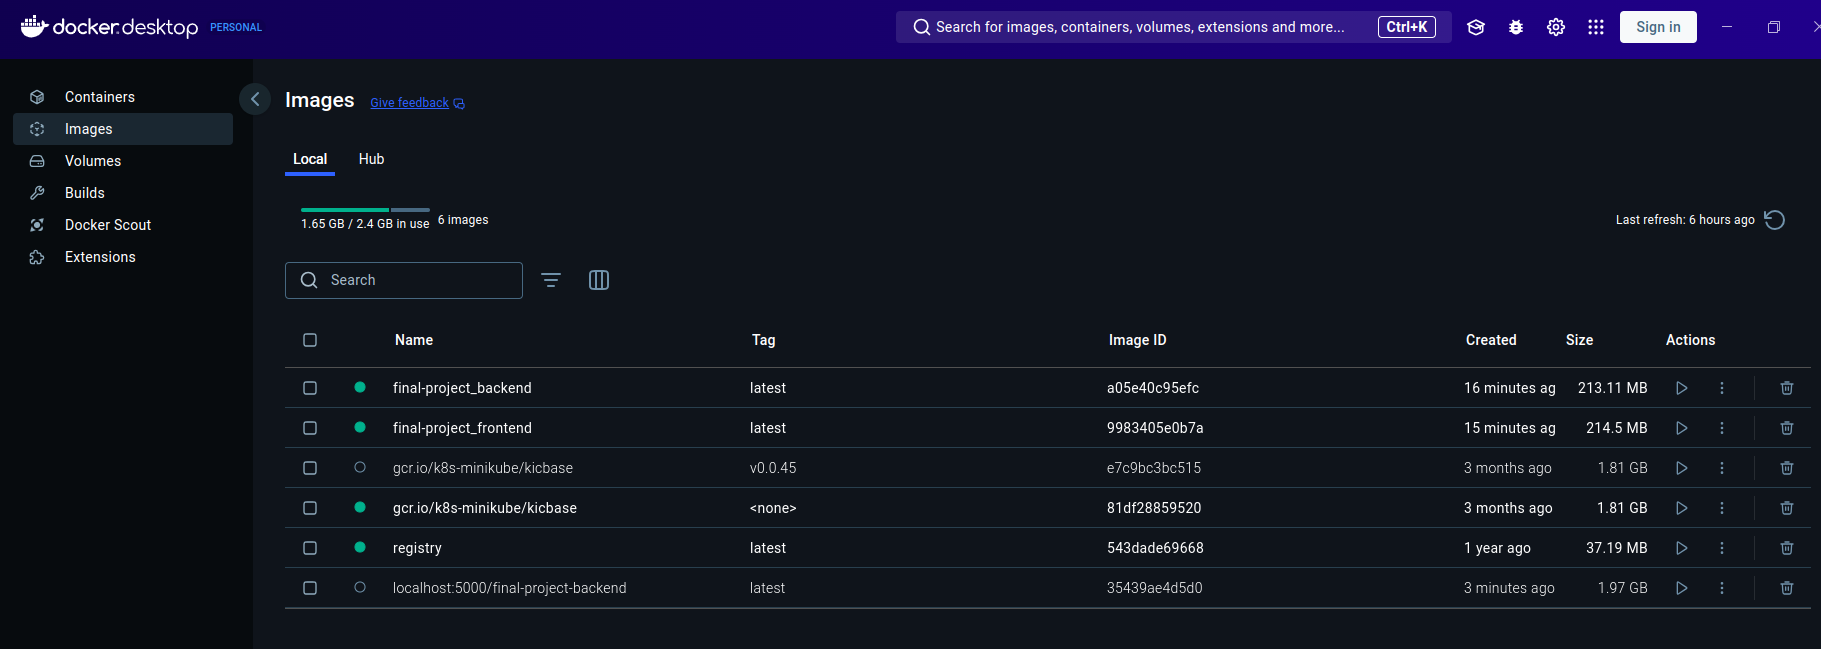 docker desktop PERSONAL
Search for images, containers, volumes, extensions and more... Ctrl+K
Sign in
Containers
Images
Volumes
Builds
Docker Scout
Extensions
Images Give feedback
Local Hub
1.65 GB / 2.4 GB in use 6 images
Last refresh: 6 hours ago
Search
Name Tag Image ID Created Size Actions
final-project_backend latest a05e40c95efc 16 minutes ag 213.11 MB
final-project_frontend latest 9983405e0b7a 15 minutes ag 214.5 MB
gcr.io/k8s-minikube/kicbase v0.0.45 e7c9bc3bc515 3 months ago 1.81 GB
gcr.io/k8s-minikube/kicbase <none> 81df28859520 3 months ago 1.81 GB
registry latest 543dade69668 1 year ago 37.19 MB
localhost:5000/final-project-backend latest 35439ae4d5d0 3 minutes ago 1.97 GB